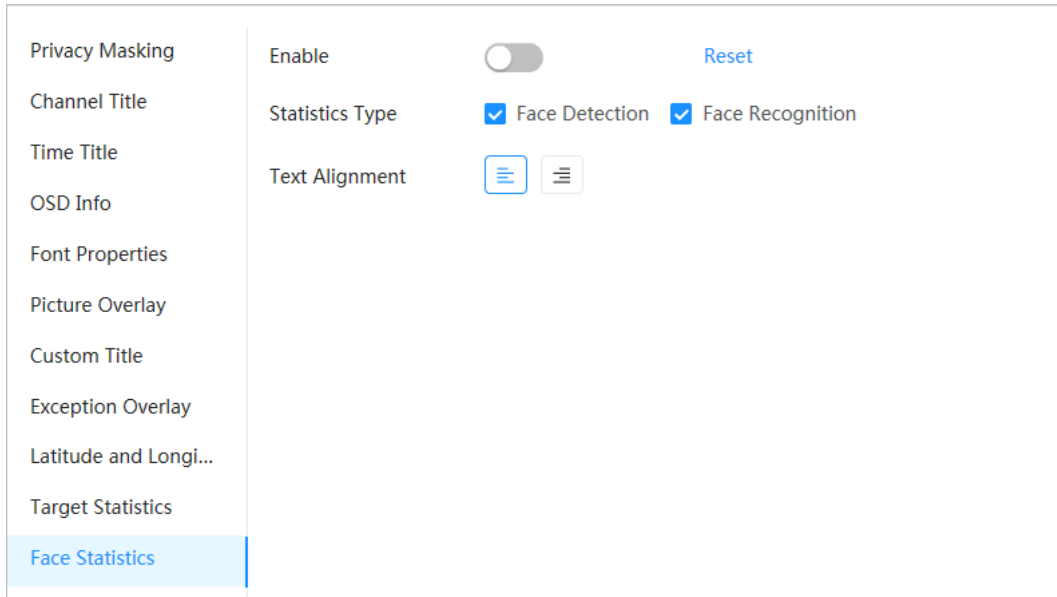 Privacy Masking
Channel Title
Time Title
OSD Info
Font Properties
Picture Overlay
Custom Title
Exception Overlay
Latitude and Longi...
Target Statistics
Face Statistics
Enable
Reset
Statistics Type
Face Detection
Face Recognition
Text Alignment